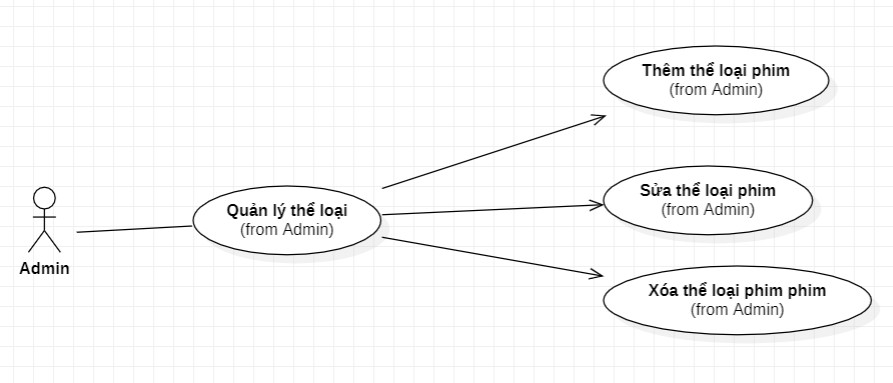 Thêm thể loại phim
(from Admin)
Sửa thể loại phim
(from Admin)
Quản lý thể loại
(from Admin)
Admin
Xóa thể loại phim phim
(from Admin)